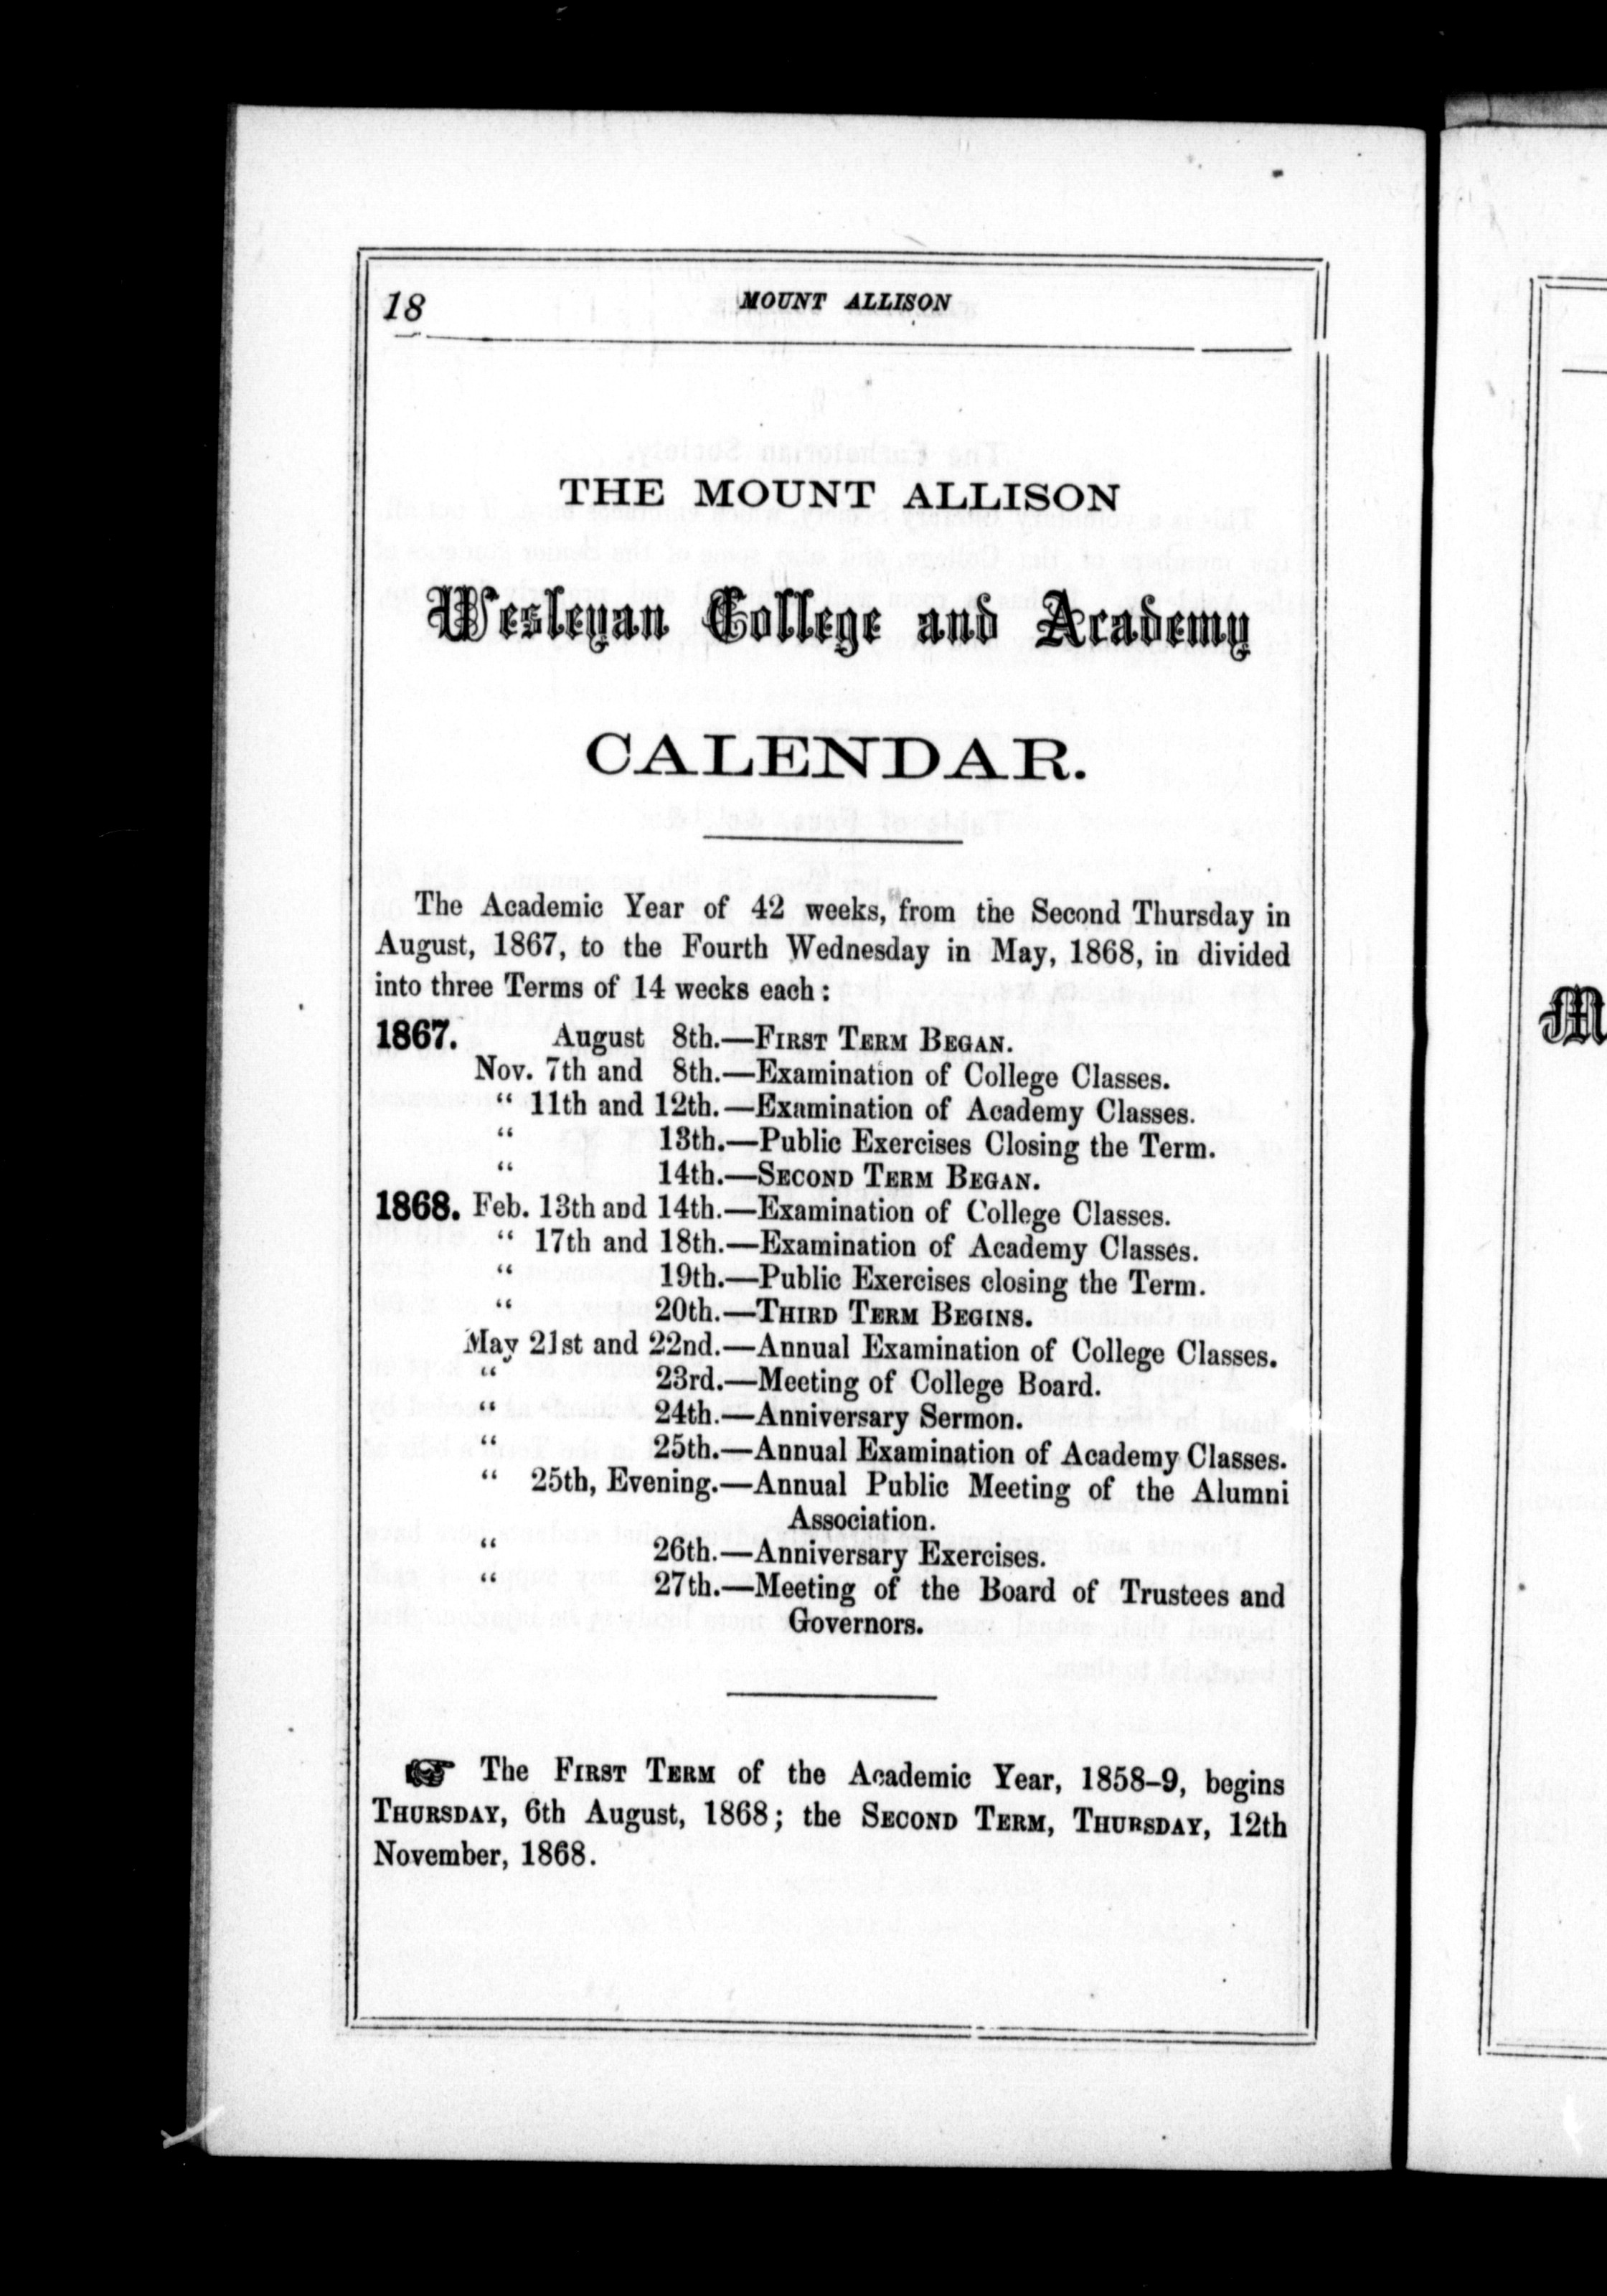 18 MOUNT ALLISON
THE MOUNT ALLISON
Wesleyan College and Academy
CALENDAR.
The Academic Year of 42 weeks, from the Second Thursday in
August, 1867, to the Fourth Wednesday in May, 1868, in divided
into three Terms of 14 weeks each:
1867. August 8th.—FIRST TERM BEGAN.
Nov. 7th and 8th.—Examination of College Classes.
“ 11th and 12th.—Examination of Academy Classes.
“ 13th.—Public Exercises Closing the Term.
“ 14th.—SECOND TERM BEGAN.
1868. Feb. 13th and 14th.—Examination of College Classes.
“ 17th and 18th.—Examination of Academy Classes.
“ 19th.—Public Exercises closing the Term.
“ 20th.—THIRD TERM BEGINS.
May 21st and 22nd.—Annual Examination of College Classes.
“ 23rd.—Meeting of College Board.
“ 24th.—Anniversary Sermon.
“ 25th.—Annual Examination of Academy Classes.
“ 25th, Evening.—Annual Public Meeting of the Alumni
Association.
“ 26th.—Anniversary Exercises.
“ 27th.—Meeting of the Board of Trustees and
Governors.
☞ The FIRST TERM of the Academic Year, 1858-9, begins
THURSDAY, 6th August, 1868; the SECOND TERM, THURSDAY, 12th
November, 1868.
M